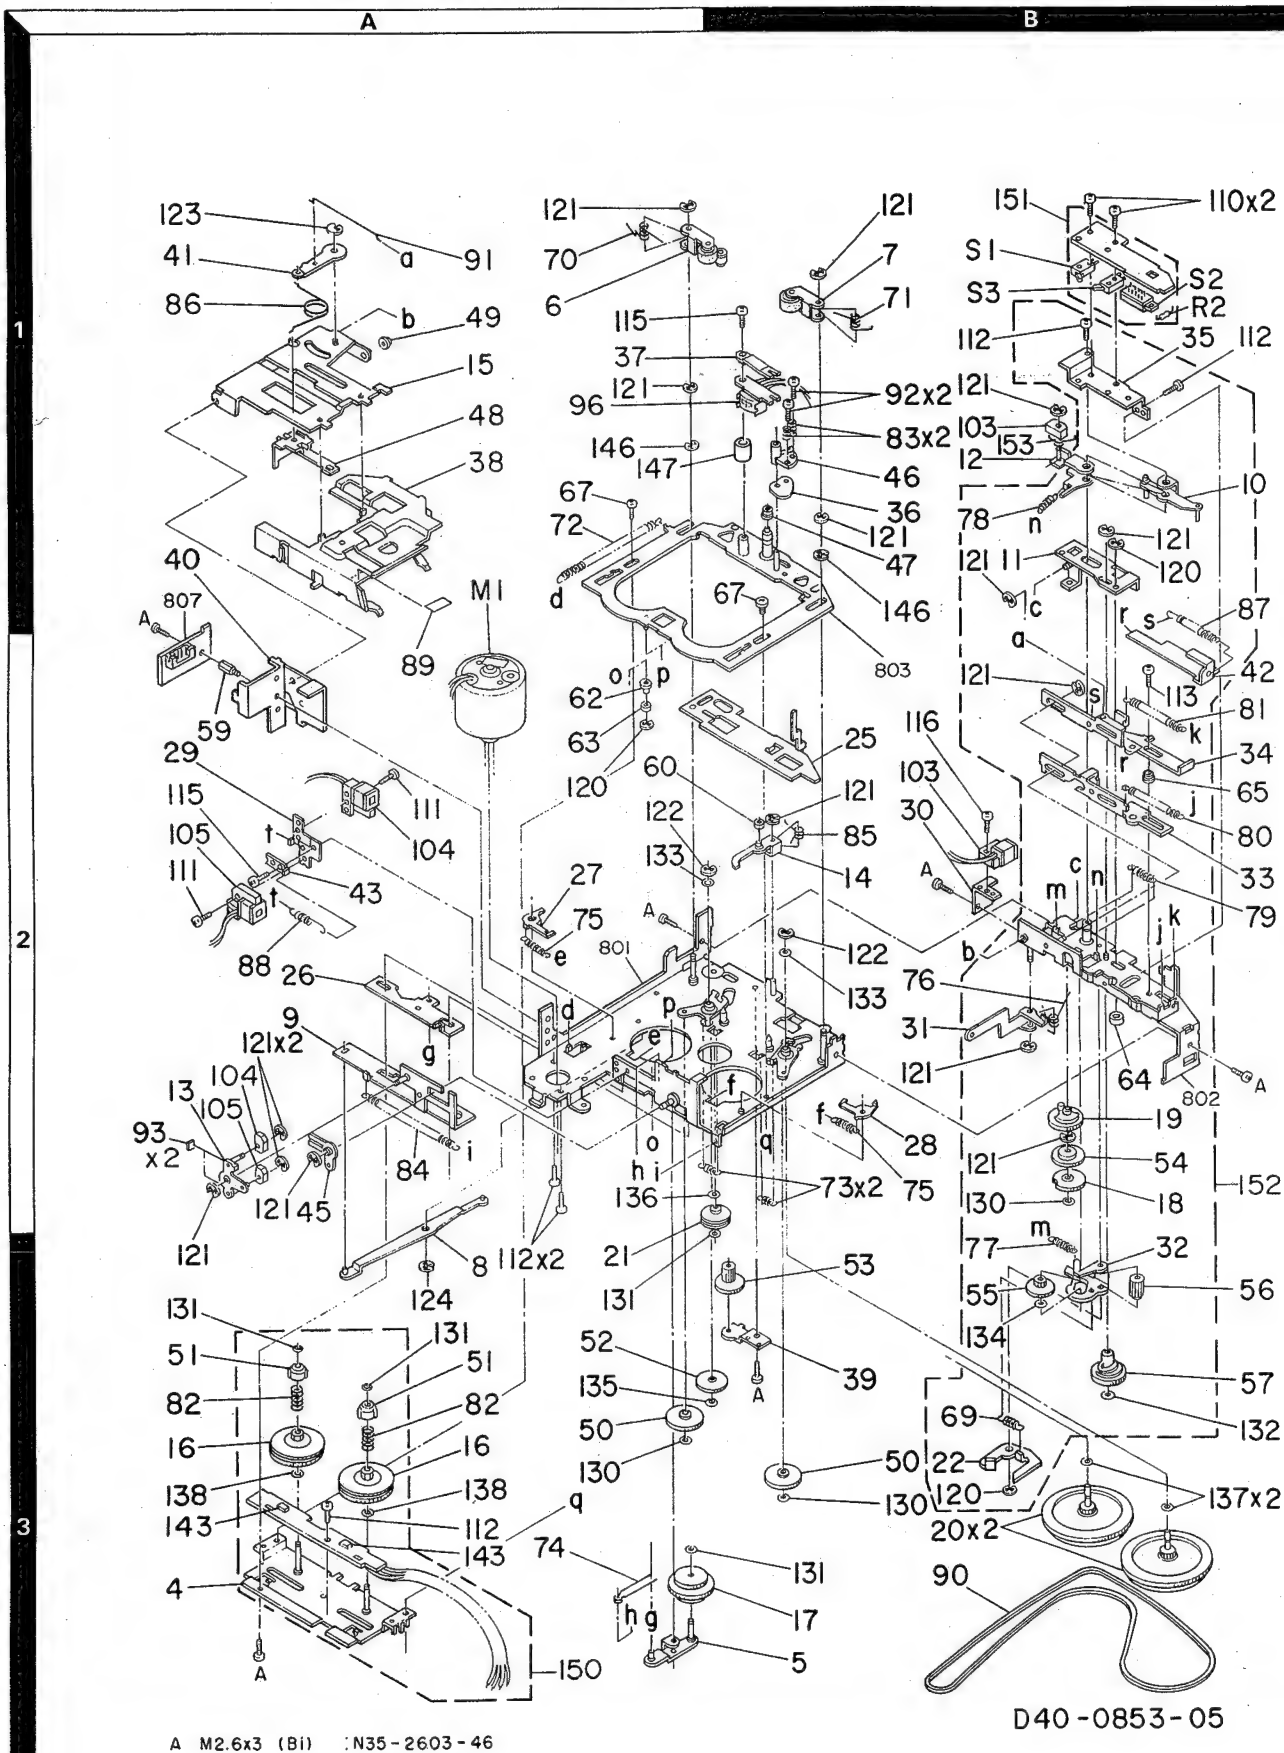 A B
1
2
3
123
41
86
91
a
b
49
15
48
38
40
807
A
59
89
M1
29
115
105
111
t
t
43
104
111
88
26
9
g
121x2
104
105
13
93
x2
121
121
45
84
i
8
124
112x2
121
70
6
121
7
71
115
37
121
96
92x2
83x2
146
147
46
36
67
72
121
47
146
d
67
803
o
p
62
63
120
25
60
121
85
14
122
133
27
75
e
A
801
122
133
d
p
e
f
o
h i
q
f
28
75
73x2
136
21
131
53
52
39
A
135
50
130
50
130
151
110x2
S1
S2
S3
R2
112
35
112
121
103
153
12
10
78
n
121
11
121
120
c
a
r
s
87
42
121
113
s
81
k
34
r
65
j
80
33
79
116
103
30
A
c
m
n
k
j
b
76
31
121
64
802
A
19
121
54
18
130
152
m
77
32
55
56
134
57
132
69
22
120
137x2
20x2
90
131
51
82
16
138
143
131
51
82
16
138
112
143
q
4
A
150
74
h
g
131
17
5
D40-0853-05
A M2.6x3 (Bi) :N35-2603-46